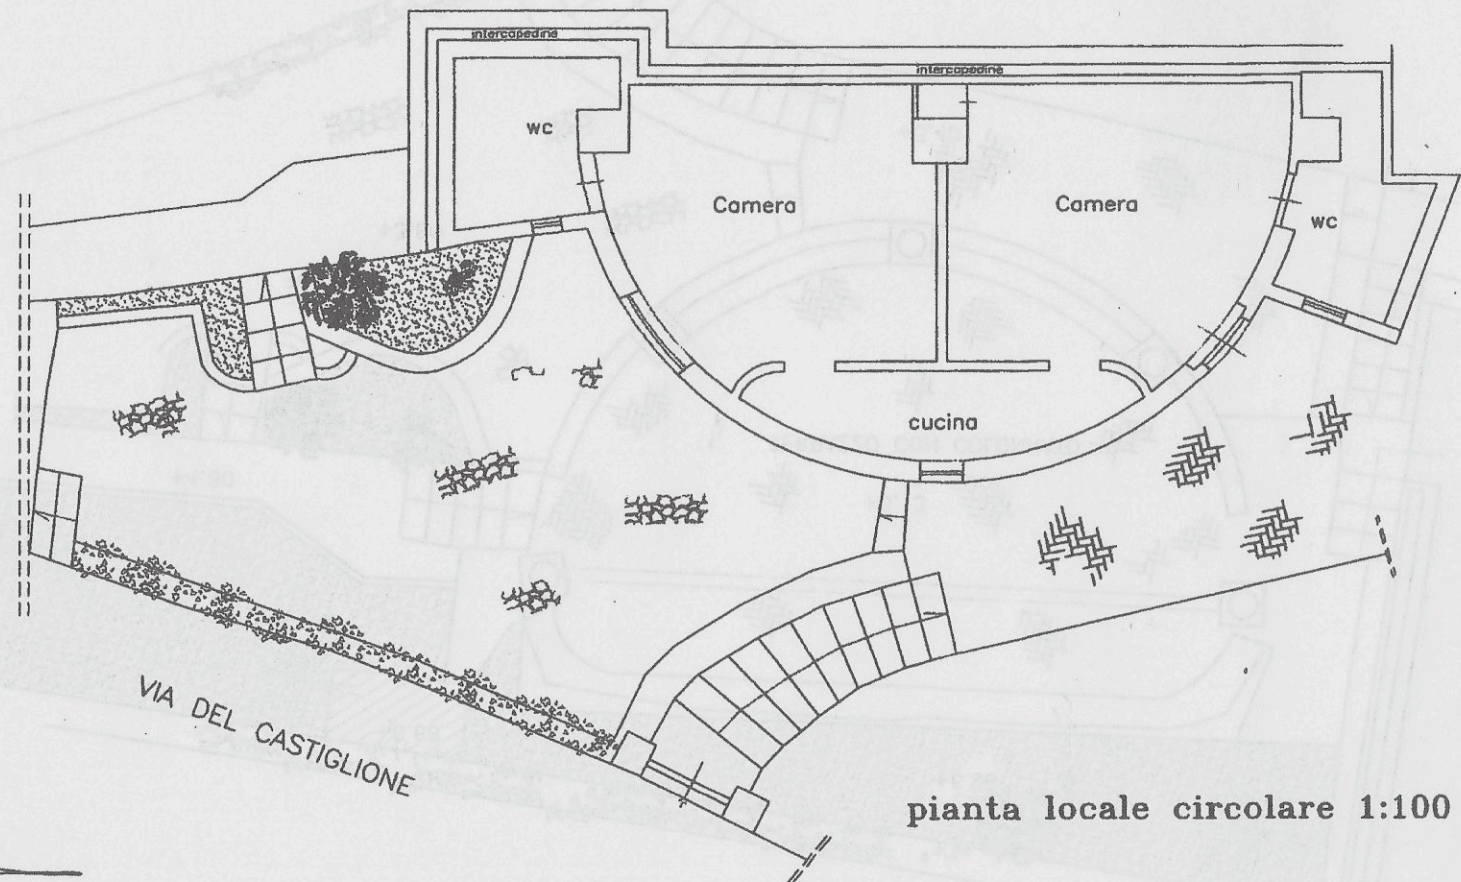 intercapedine
intercapedine
wc
Camera
Camera
wc
cucina
VIA DEL CASTIGLIONE
pianta locale circolare 1:100